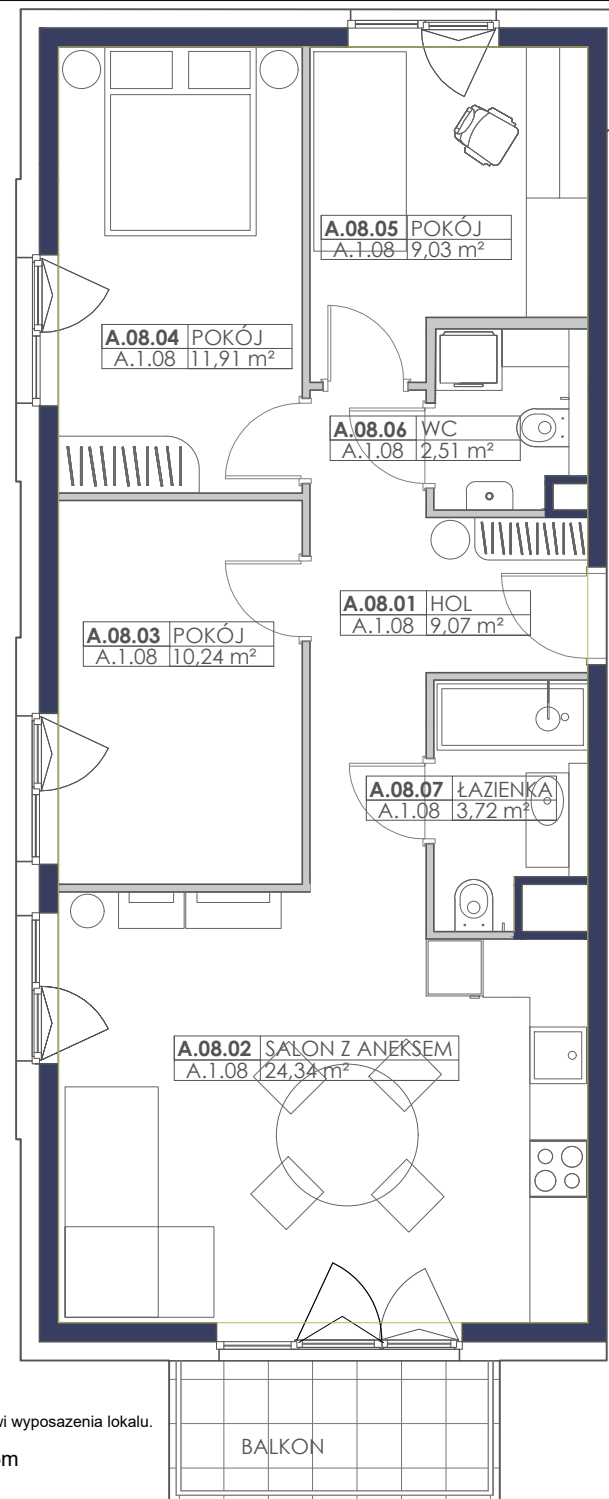 A.08.05 POKÓJ
A.1.08 9,03 m²
A.08.04 POKÓJ
A.1.08 11,91 m²
A.08.06 WC
A.1.08 2,51 m²
A.08.01 HOL
A.1.08 9,07 m²
A.08.03 POKÓJ
A.1.08 10,24 m²
A.08.07 ŁAZIENKA
A.1.08 3,72 m²
A.08.02 SALON Z ANEKSEM
A.1.08 24,34 m²
wyposazenia lokalu.
BALKON